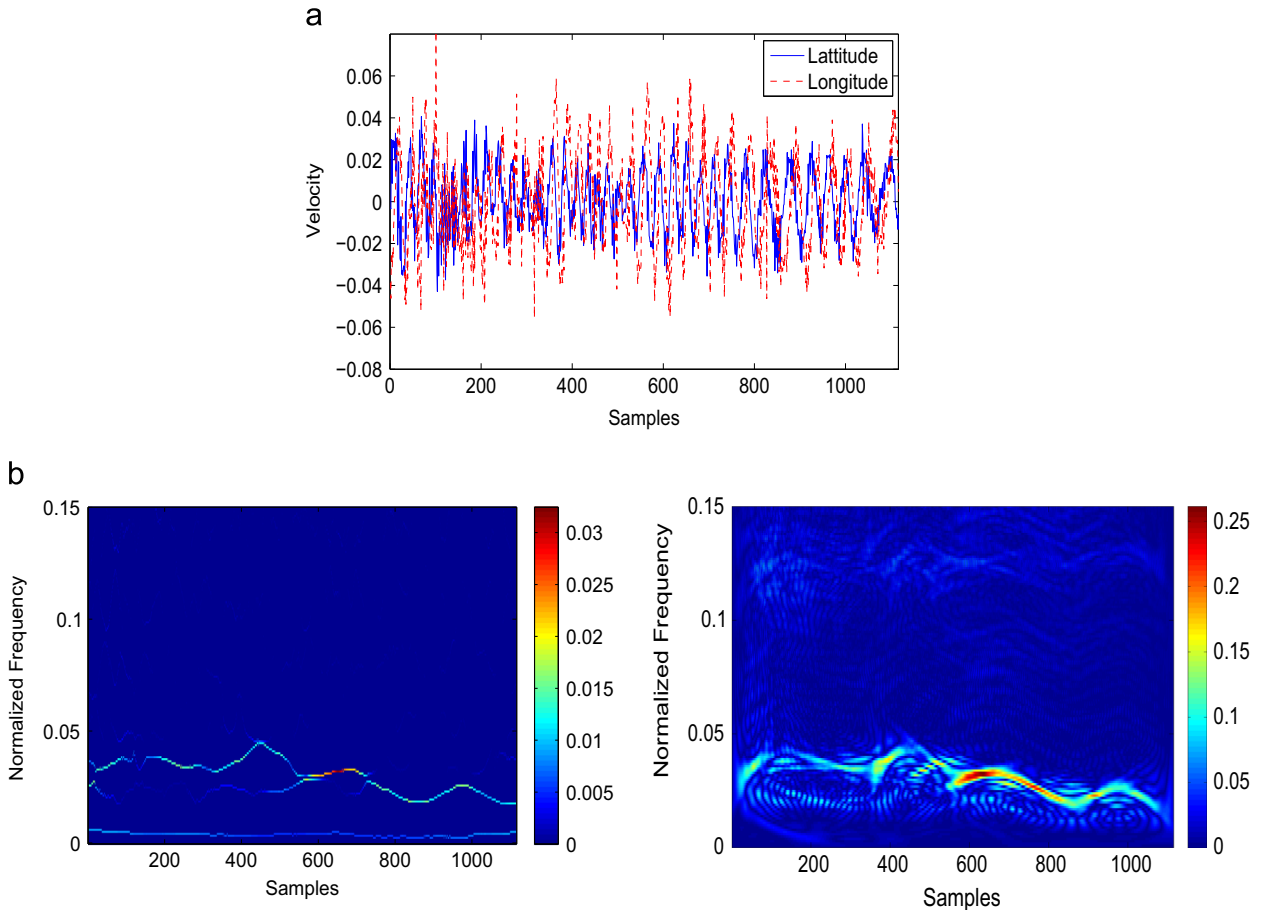 a
0.06
0.04
0.02
0
−0.02
−0.04
−0.06
−0.08
Velocity
Lattitude
Longitude
0 200 400 600 800 1000
Samples
b
0.15
0.1
0.05
0
Normalized Frequency
200 400 600 800 1000
Samples
0.03
0.025
0.02
0.015
0.01
0.005
0
0.15
0.1
0.05
0
Normalized Frequency
200 400 600 800 1000
Samples
0.25
0.2
0.15
0.1
0.05
0